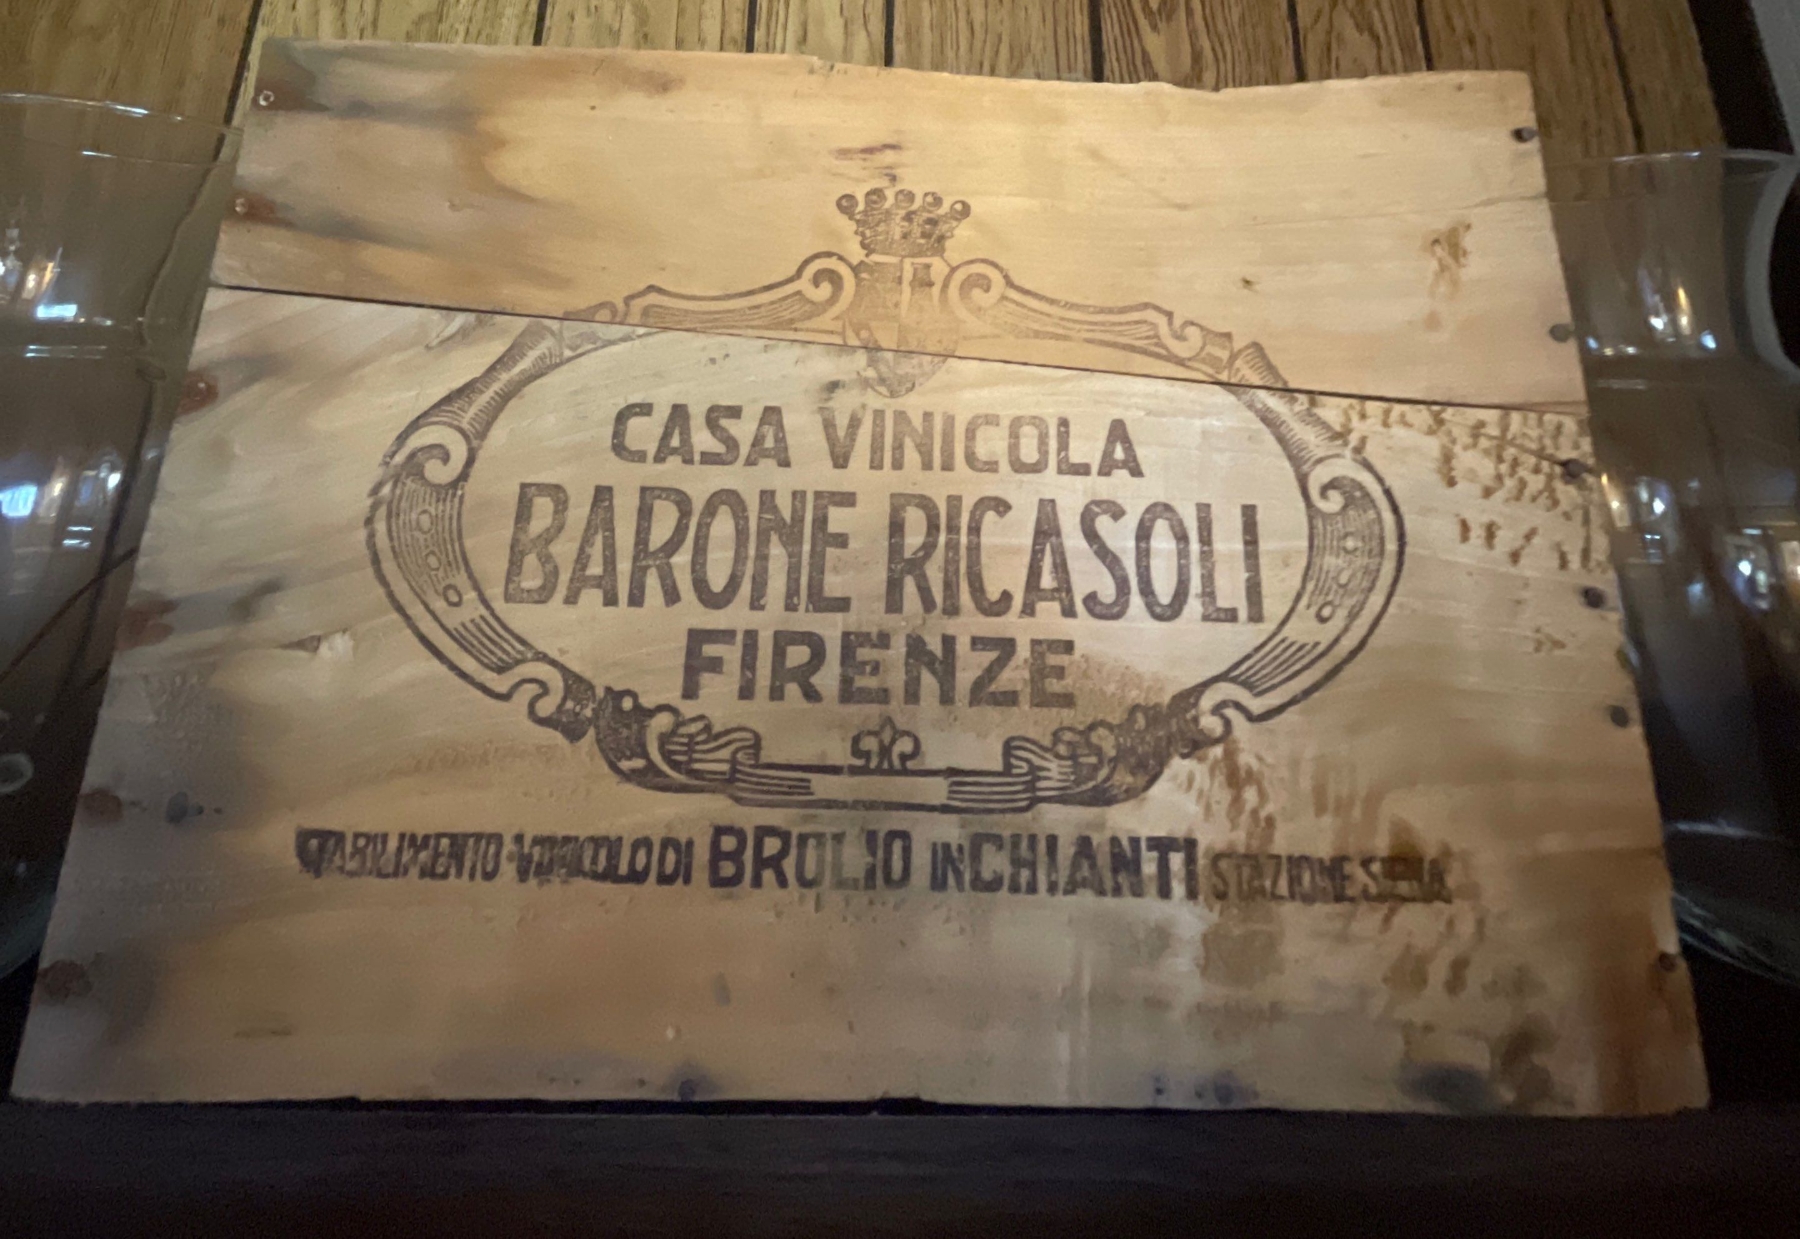 CASA VINICOLA
BARONE RICASOLI
FIRENZE
STABILIMENTO VINICOLO DI BROLIO IN CHIANTI STAZIONE SIENA